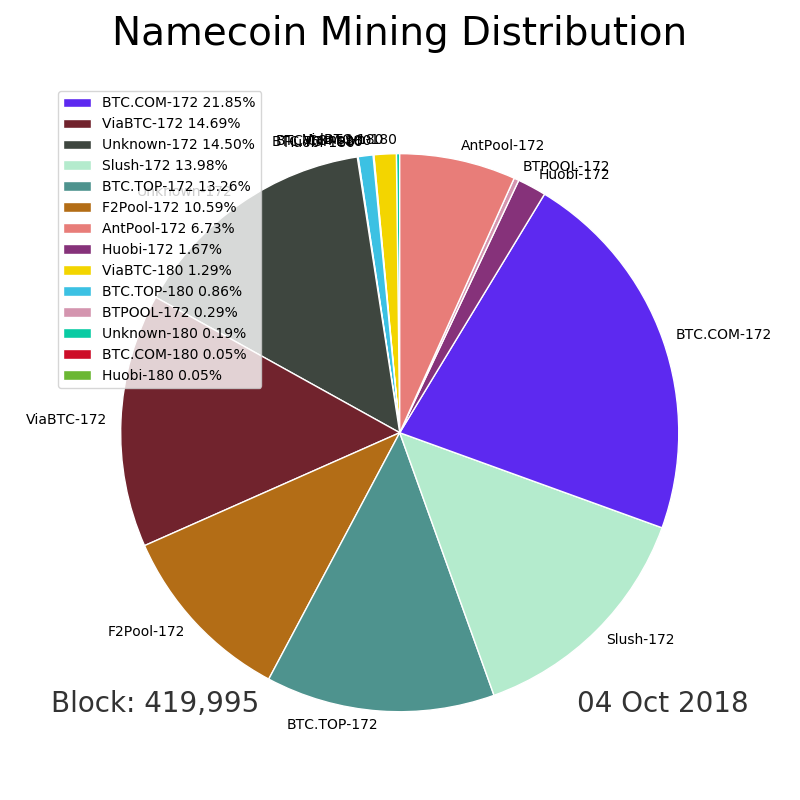 Namecoin Mining Distribution
BTC.COM-172 21.85%
ViaBTC-172 14.69%
Unknown-172 14.50%
Slush-172 13.98%
BTC.TOP-172 13.26%
F2Pool-172 10.59%
AntPool-172 6.73%
Huobi-172 1.67%
ViaBTC-180 1.29%
BTC.TOP-180 0.86%
BTPOOL-172 0.29%
Unknown-180 0.19%
BTC.COM-180 0.05%
Huobi-180 0.05%
AntPool-172
BTPOOL-172
Huobi-172
BTC.COM-172
Unknown-172
ViaBTC-172
F2Pool-172
Slush-172
BTC.TOP-172
Block: 419,995
04 Oct 2018